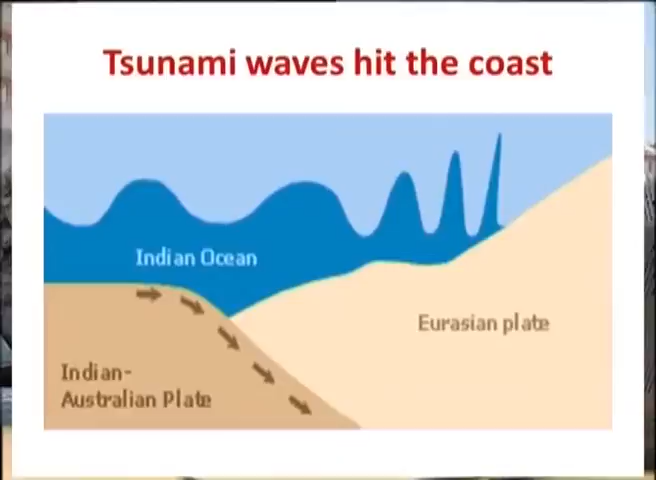 Tsunami waves hit the coast
Indian Ocean
Eurasian plate
Indian-
Australian Plate